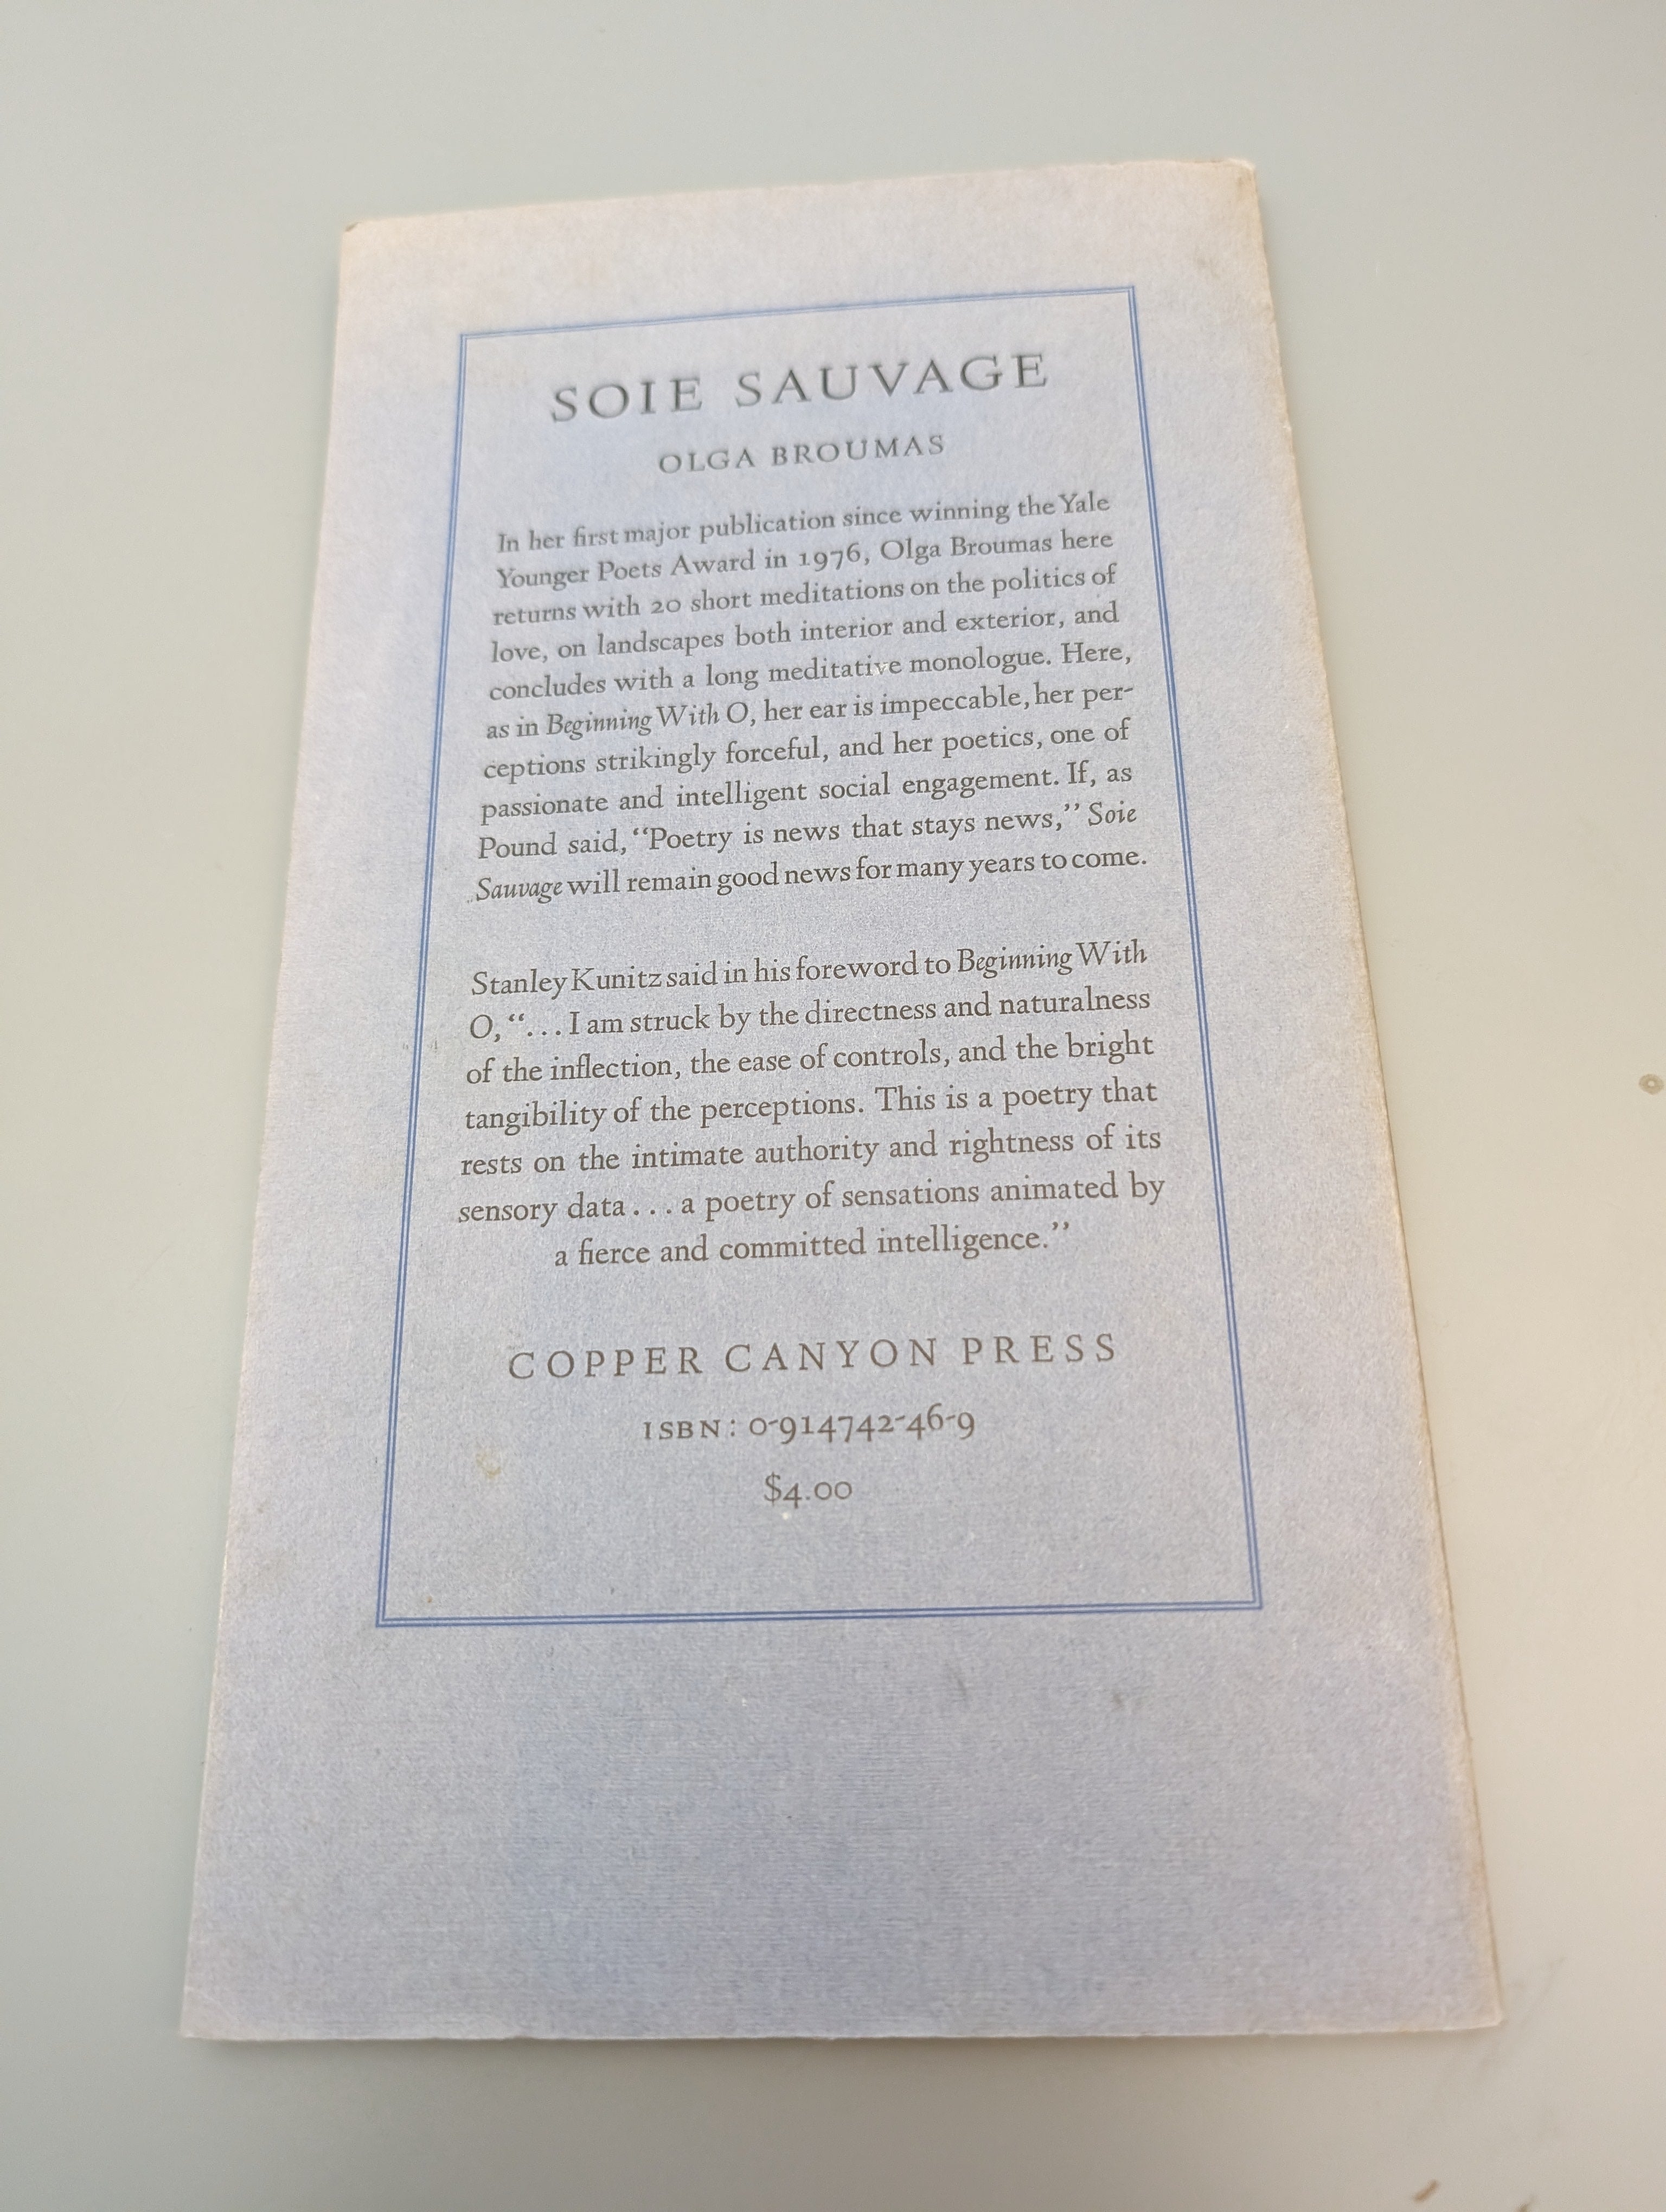 SOIE SAUVAGE
OLGA BROUMAS
In her first major publication since winning the Yale
Younger Poets Award in 1976, Olga Broumas here
returns with 20 short meditations on the politics of
love, on landscapes both interior and exterior, and
concludes with a long meditative monologue. Here,
as in Beginning With O, her ear is impeccable, her per-
ceptions strikingly forceful, and her poetics, one of
passionate and intelligent social engagement. If, as
Pound said, “Poetry is news that stays news,” Soie
Sauvage will remain good news for many years to come.
Stanley Kunitz said in his foreword to Beginning With
O, “. . . I am struck by the directness and naturalness
of the inflection, the ease of controls, and the bright
tangibility of the perceptions. This is a poetry that
rests on the intimate authority and rightness of its
sensory data . . . a poetry of sensations animated by
a fierce and committed intelligence.”
COPPER CANYON PRESS
ISBN: 0-914742-46-9
$4.00